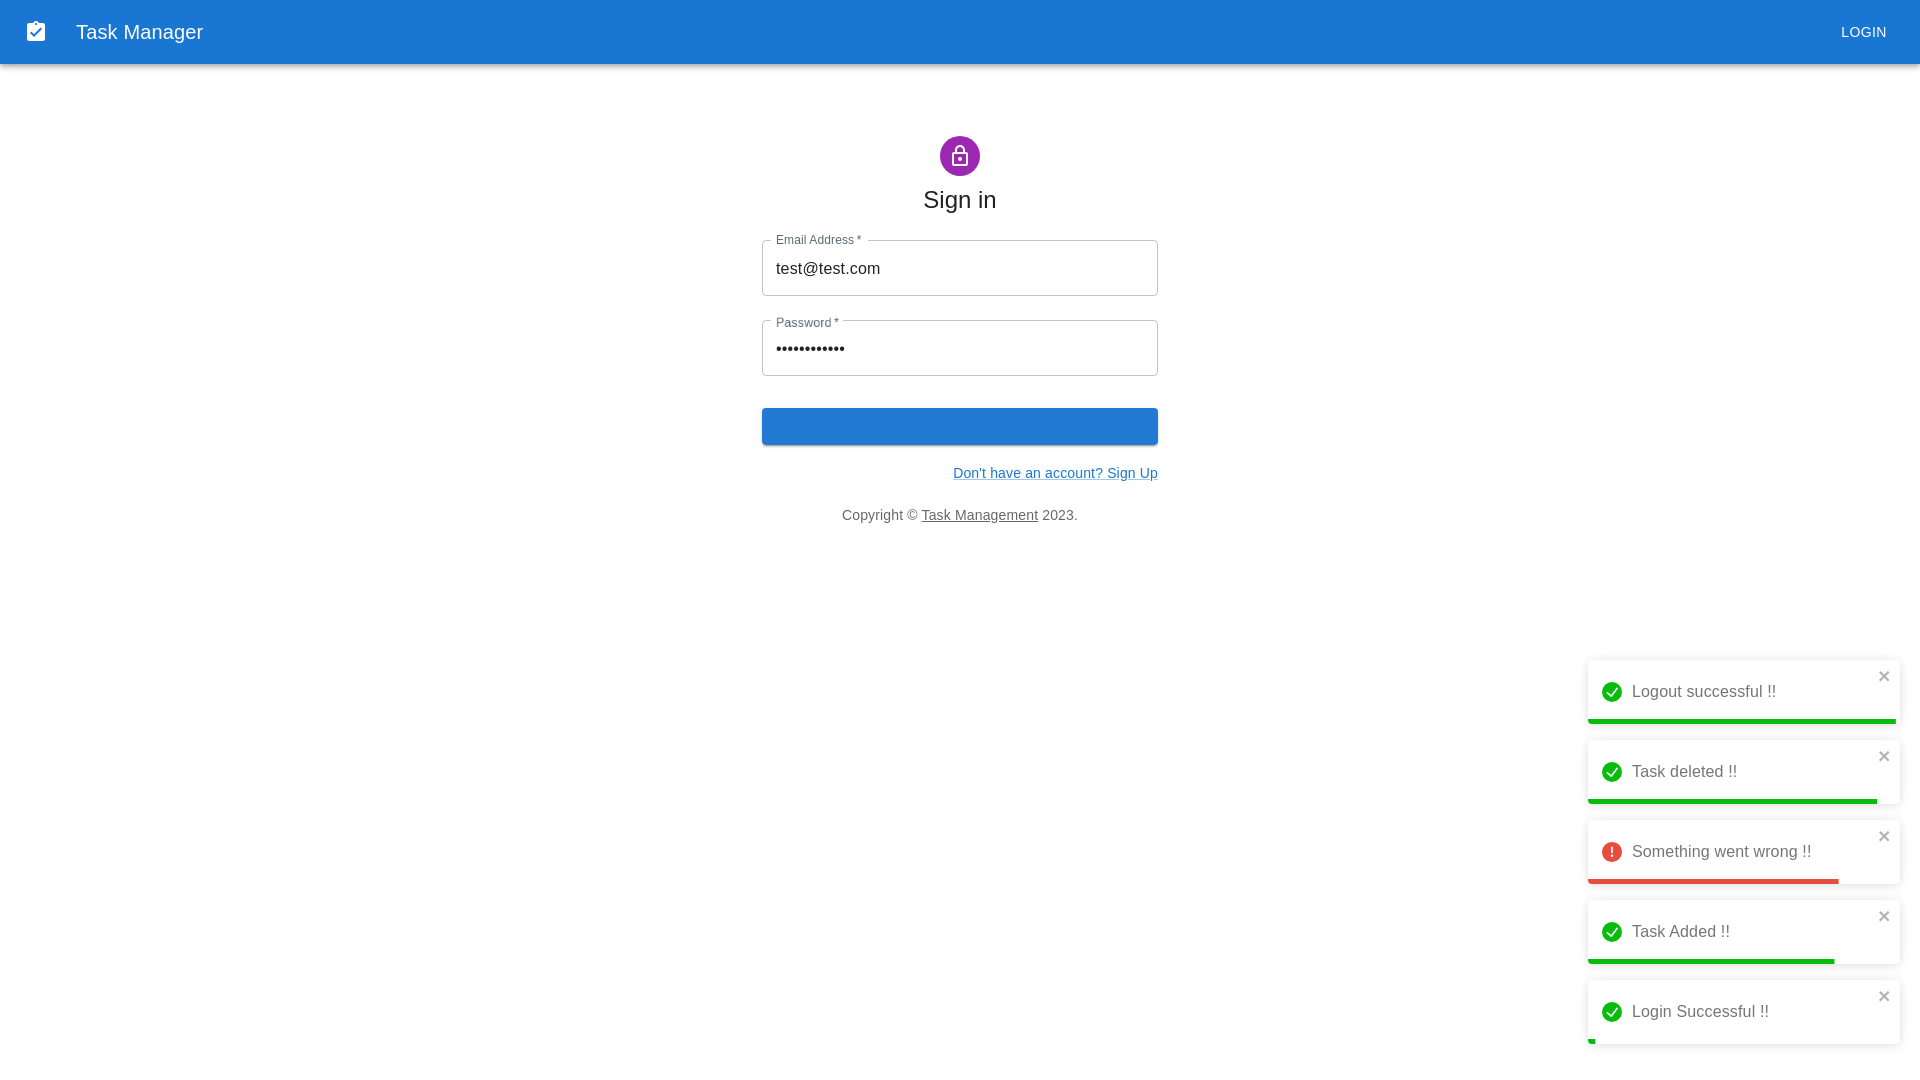 Task Manager
LOGIN
Sign in
Email Address *
test@test.com
Password *
••••••••••••
Don't have an account? Sign Up
Copyright © Task Management 2023.
Logout successful !!
Task deleted !!
Something went wrong !!
Task Added !!
Login Successful !!